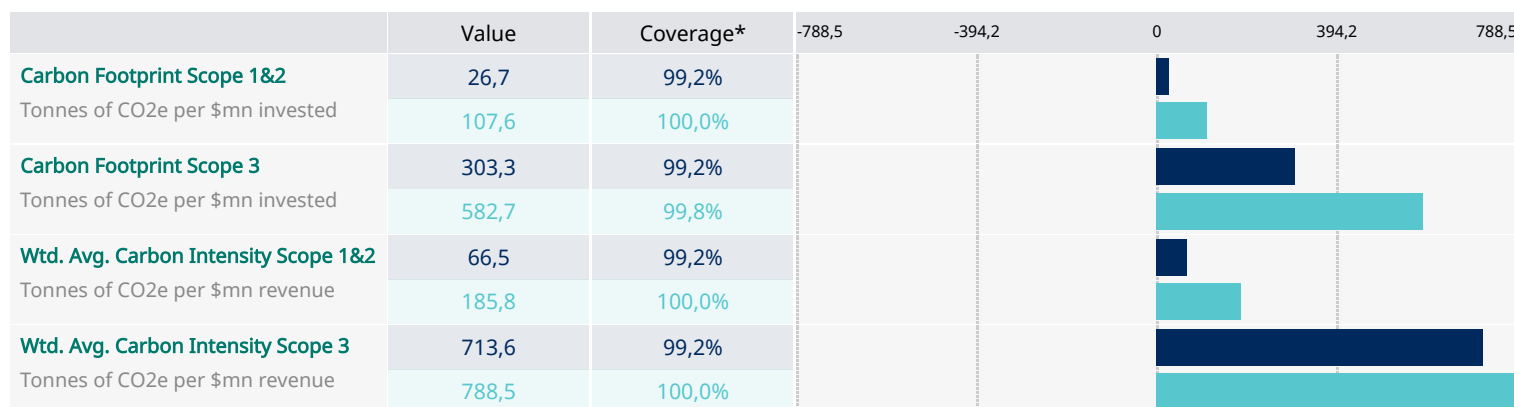 Value Coverage* -788,5 -394,2 0 394,2 788,5
Carbon Footprint Scope 1&2 26,7 99,2%
Tonnes of CO2e per $mn invested 107,6 100,0%
Carbon Footprint Scope 3 303,3 99,2%
Tonnes of CO2e per $mn invested 582,7 99,8%
Wtd. Avg. Carbon Intensity Scope 1&2 66,5 99,2%
Tonnes of CO2e per $mn revenue 185,8 100,0%
Wtd. Avg. Carbon Intensity Scope 3 713,6 99,2%
Tonnes of CO2e per $mn revenue 788,5 100,0%